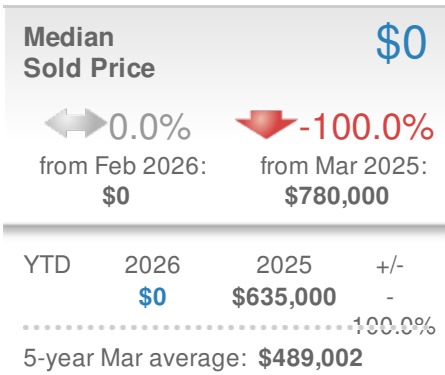 Median $0
Sold Price
0.0% -100.0%
from Feb 2026: from Mar 2025:
$0 $780,000
YTD 2026 2025 +/-
$0 $635,000 -
100.0%
5-year Mar average: $489,002